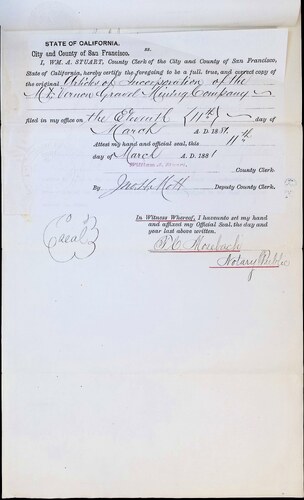 STATE OF CALIFORNIA,
City and County of San Francisco.
ss.
I, WM. A. STUART, County Clerk of the City and County of San Francisco,
State of California, hereby certify the foregoing to be a full, true, and correct copy of
the original Articles of Incorporation of the
Mt Vernon Gravel Mining Company
filed in my office on the Eleventh (11th) day of
March A. D. 1881.
Attest my hand and official seal, this 11th
day of March A. D. 1881
County Clerk.
By Deputy County Clerk.
Seal
In Witness Whereof, I have unto set my hand
and affixed my Official Seal, the day and
year last above written.
Notary Public